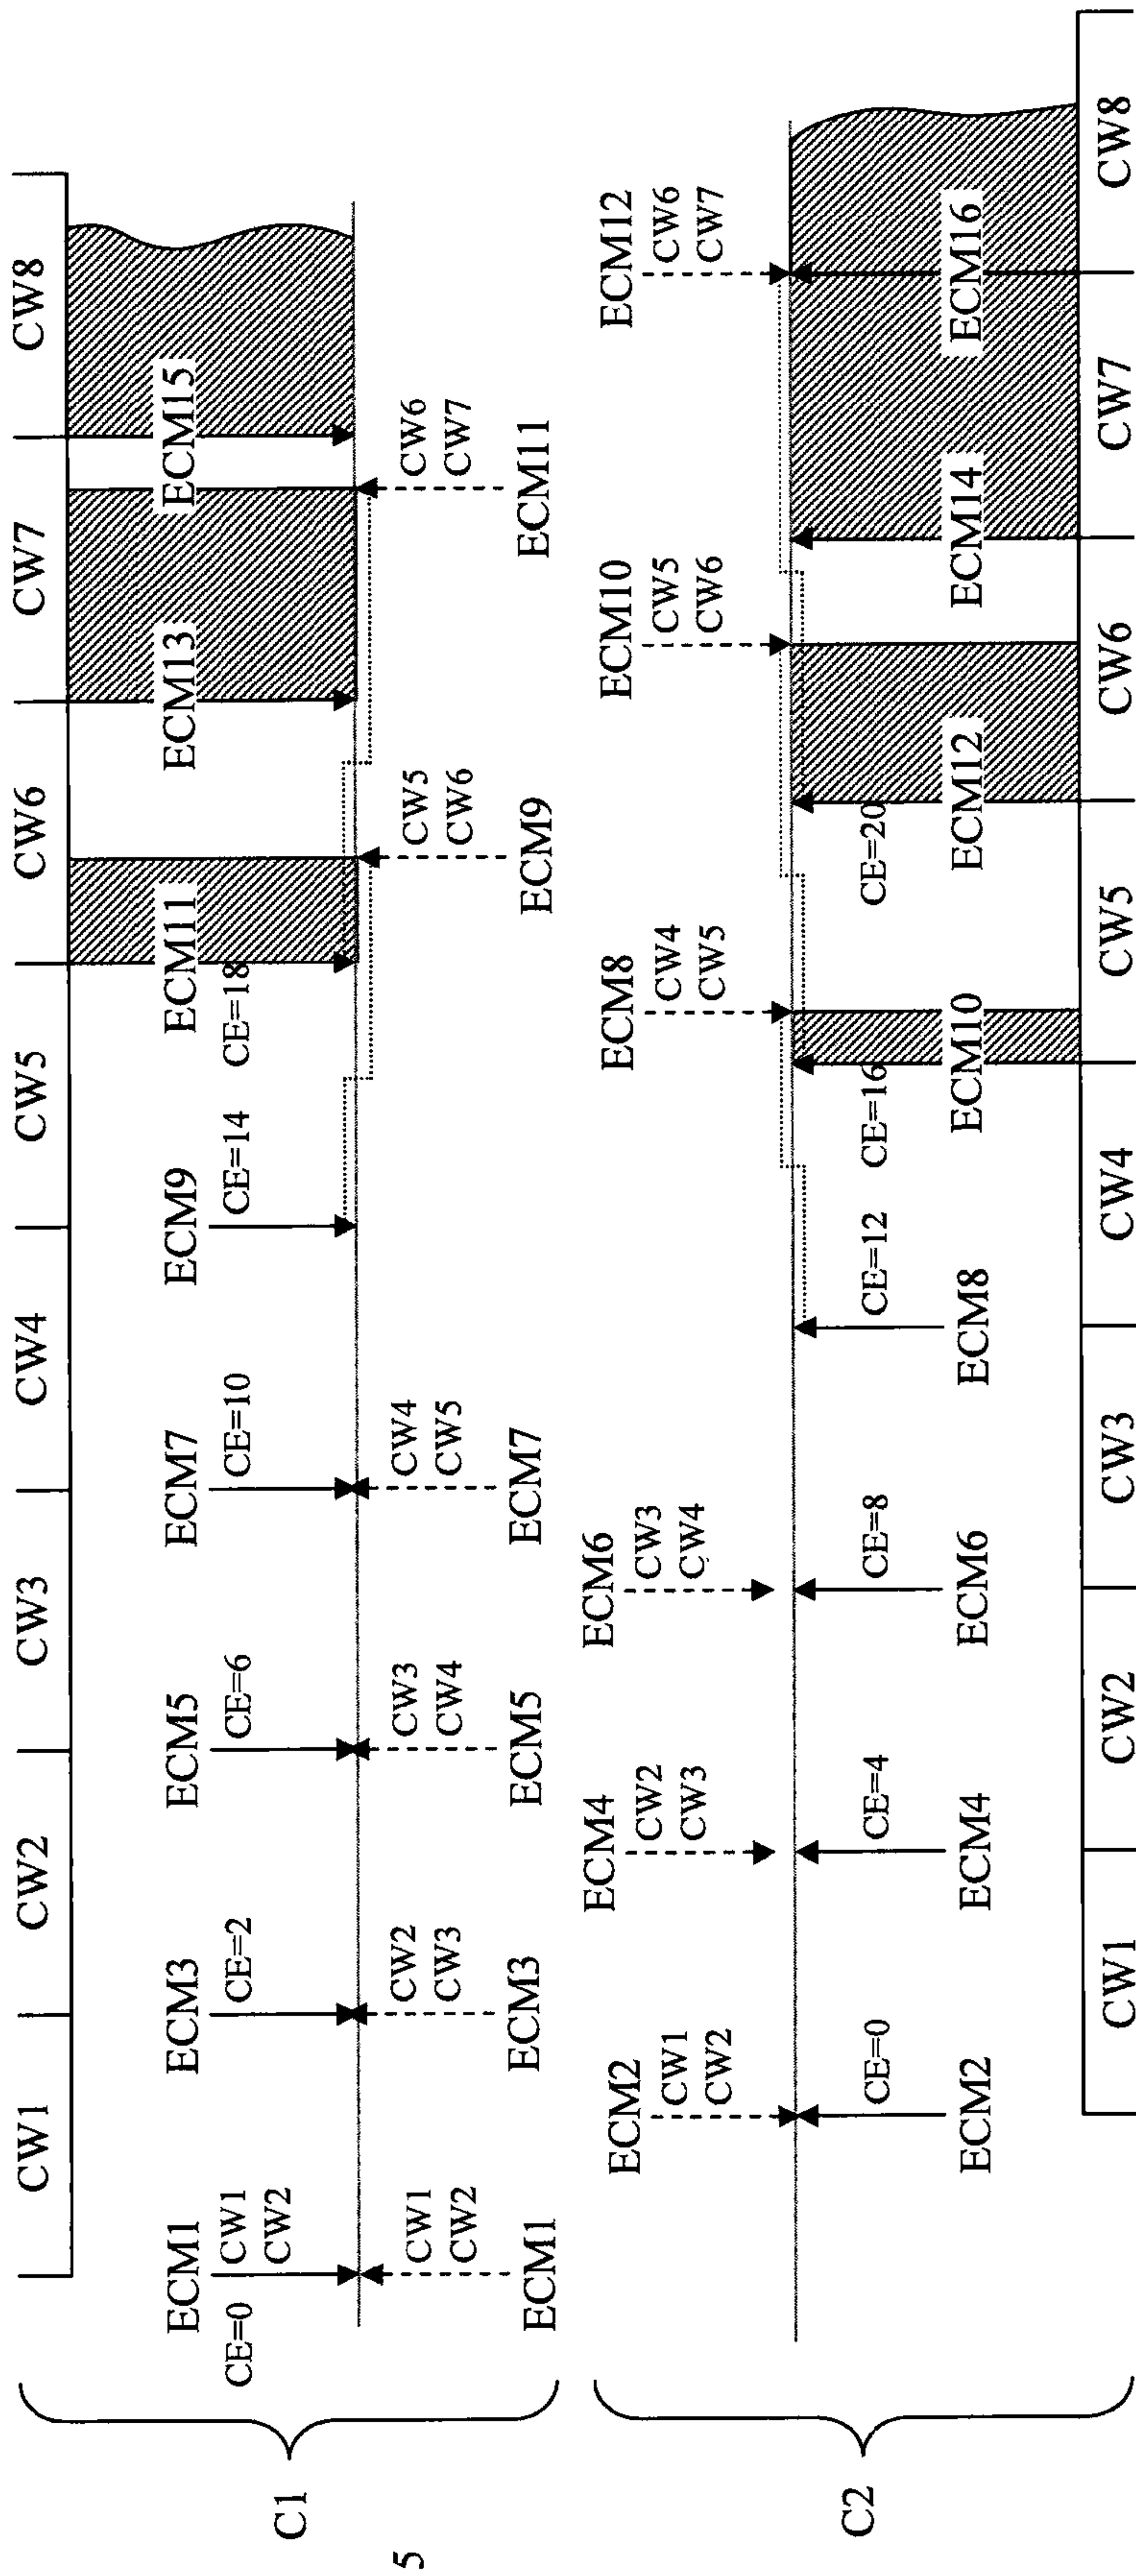 CW1 CW2 CW3 CW4 CW5 CW6 CW7 CW8
ECM1 ECM3 ECM5 ECM7 ECM9 ECM11 ECM13 ECM15
CE=0 CW1 CE=2 CE=6 CE=10 CE=14 CE=18
CW2
C1
CW1 CW2 CW3 CW4 CW5 CW6
CW2 CW3 CW4 CW5 CW6 CW7
ECM1 ECM3 ECM5 ECM7 ECM9 ECM11
5
ECM2 ECM4 ECM6 ECM8 ECM10 ECM12
CW1 CW2 CW3 CW4 CW5 CW6
CW2 CW3 CW4 CW5 CW6 CW7
C2
CE=0 CE=4 CE=8 CE=12 CE=16 CE=20
ECM2 ECM4 ECM6 ECM8 ECM10 ECM12 ECM14 ECM16
CW1 CW2 CW3 CW4 CW5 CW6 CW7 CW8